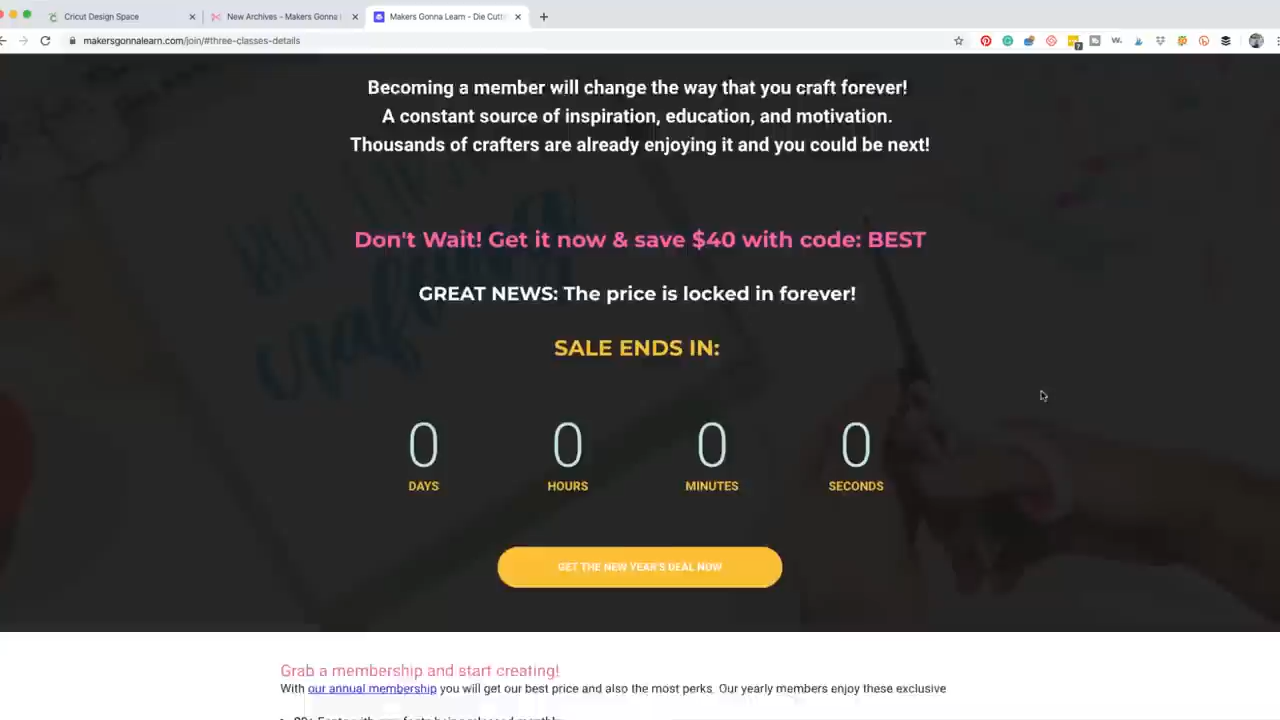 Cricut Design Space
New Archives - Makers Gonna
Makers Gonna Learn - Die Cutt
makersgonnalearn.com/join/#three-classes-details
Becoming a member will change the way that you craft forever!
A constant source of inspiration, education, and motivation.
Thousands of crafters are already enjoying it and you could be next!
Don't Wait! Get it now & save $40 with code: BEST
GREAT NEWS: The price is locked in forever!
SALE ENDS IN:
0 0 0 0
DAYS HOURS MINUTES SECONDS
GET THE NEW YEAR'S DEAL NOW
Grab a membership and start creating!
With our annual membership you will get our best price and also the most perks. Our yearly members enjoy these exclusive